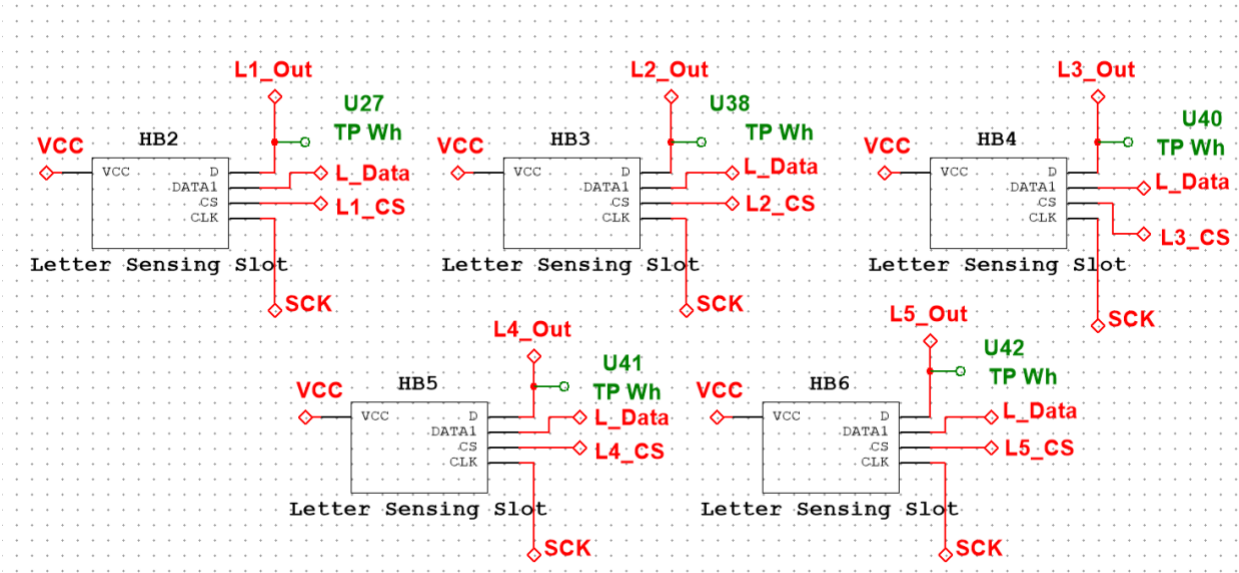 L1_Out
U27
TP Wh
HB2
VCC
VCC
D
DATA1
CS
CLK
L_Data
L1_CS
Letter Sensing Slot
SCK
L2_Out
U38
TP Wh
HB3
VCC
VCC
D
DATA1
CS
CLK
L_Data
L2_CS
Letter Sensing Slot
SCK
L3_Out
U40
TP Wh
HB4
VCC
VCC
D
DATA1
CS
CLK
L_Data
L3_CS
Letter Sensing Slot
SCK
L4_Out
U41
TP Wh
HB5
VCC
VCC
D
DATA1
CS
CLK
L_Data
L4_CS
Letter Sensing Slot
SCK
L5_Out
U42
TP Wh
HB6
VCC
VCC
D
DATA1
CS
CLK
L_Data
L5_CS
Letter Sensing Slot
SCK